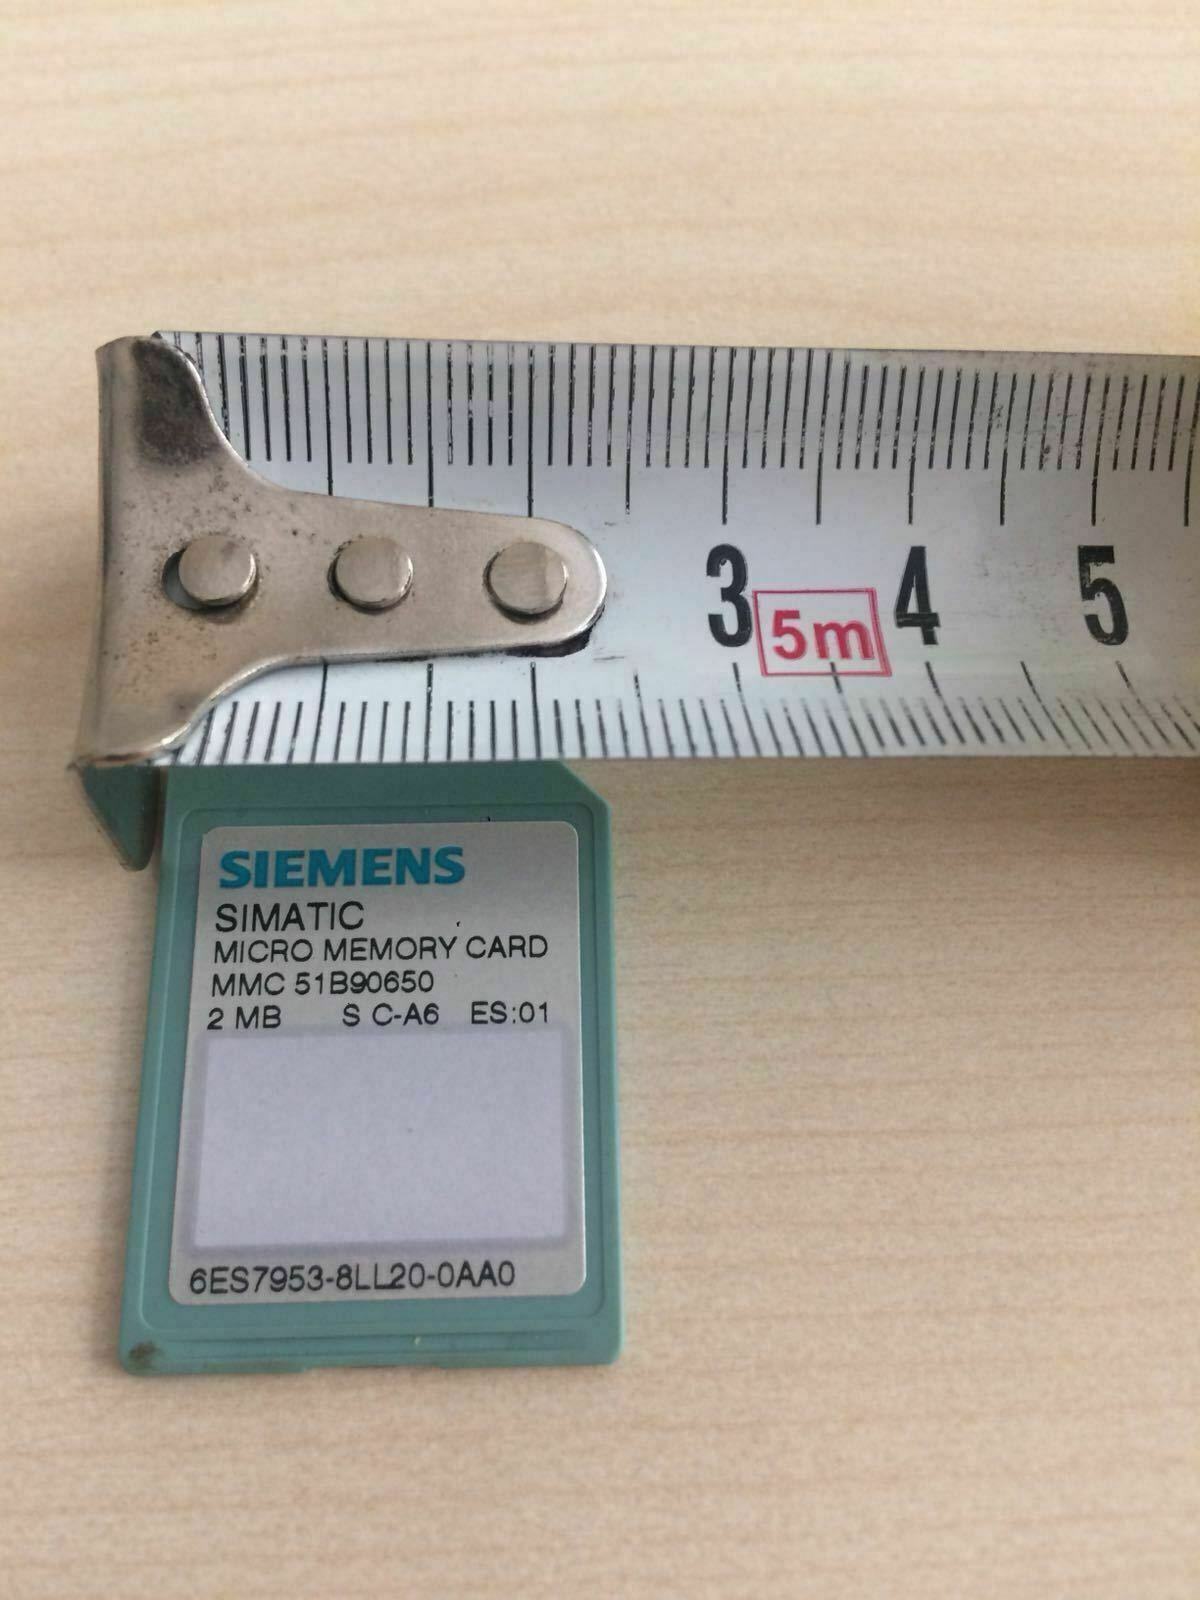 3 4 5
5m
SIEMENS
SIMATIC
MICRO MEMORY CARD
MMC 51B90650
2 MB S C-A6 ES:01
6ES7953-8LL20-0AA0